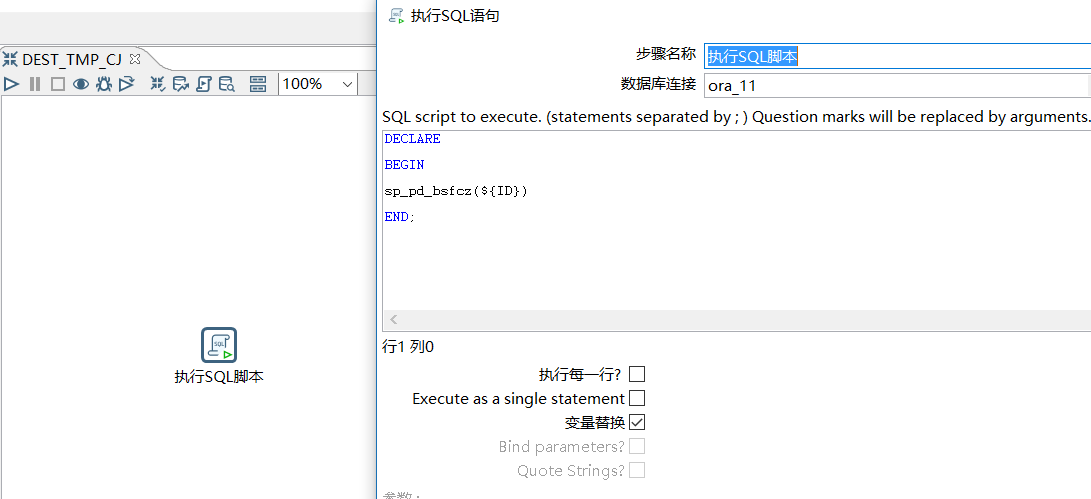 执行SQL语句
DEST_TMP_CJ
100%
执行SQL脚本
步骤名称 执行SQL脚本
数据库连接 ora_11
SQL script to execute. (statements separated by ; ) Question marks will be replaced by arguments.
DECLARE
BEGIN
sp_pd_bsfcz(${ID})
END;
行1 列0
执行每一行?
Execute as a single statement
变量替换
Bind parameters?
Quote Strings?
参数: